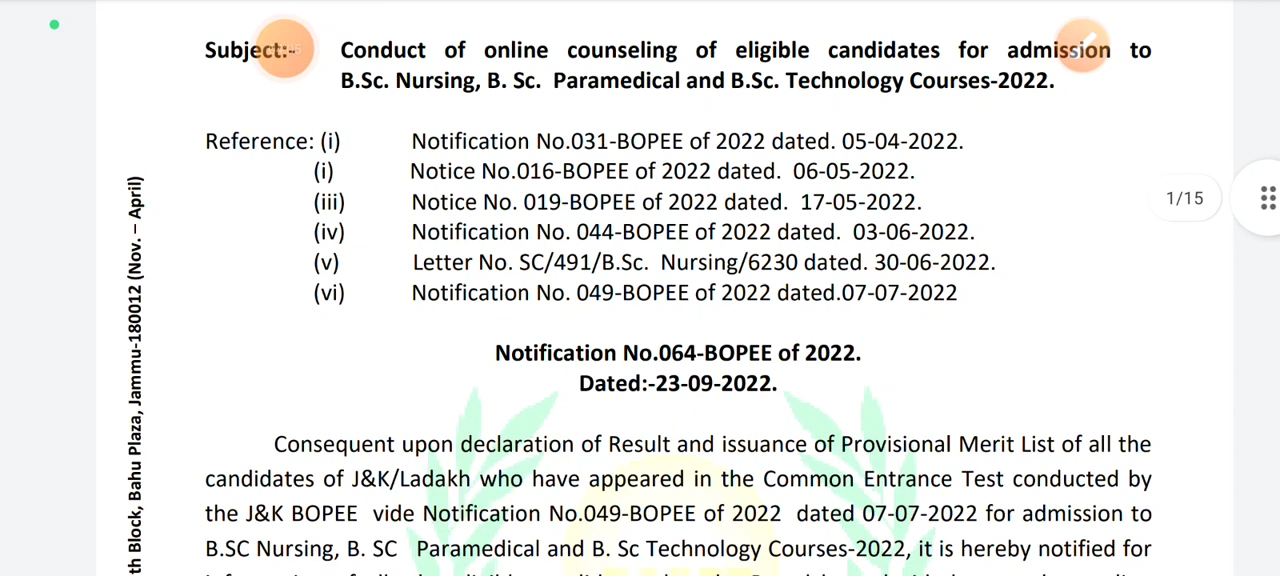 Subject:- Conduct of online counseling of eligible candidates for admission to
B.Sc. Nursing, B. Sc. Paramedical and B.Sc. Technology Courses-2022.
Reference: (i) Notification No.031-BOPEE of 2022 dated. 05-04-2022.
(i) Notice No.016-BOPEE of 2022 dated. 06-05-2022.
(iii) Notice No. 019-BOPEE of 2022 dated. 17-05-2022.
(iv) Notification No. 044-BOPEE of 2022 dated. 03-06-2022.
(v) Letter No. SC/491/B.Sc. Nursing/6230 dated. 30-06-2022.
(vi) Notification No. 049-BOPEE of 2022 dated.07-07-2022
1/15
Notification No.064-BOPEE of 2022.
Dated:-23-09-2022.
Consequent upon declaration of Result and issuance of Provisional Merit List of all the
candidates of J&K/Ladakh who have appeared in the Common Entrance Test conducted by
the J&K BOPEE vide Notification No.049-BOPEE of 2022 dated 07-07-2022 for admission to
B.SC Nursing, B. SC Paramedical and B. Sc Technology Courses-2022, it is hereby notified for
Block, Bahu Plaza, Jammu-180012 (Nov. – April)